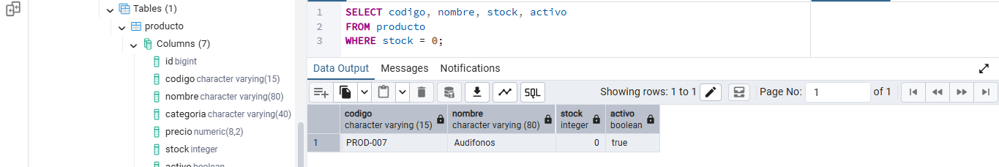 Tables (1)
producto
Columns (7)
id bigint
codigo character varying(15)
nombre character varying(80)
categoria character varying(40)
precio numeric(8,2)
stock integer
activo boolean
1 SELECT codigo, nombre, stock, activo
2 FROM producto
3 WHERE stock = 0;
Data Output Messages Notifications
SQL Showing rows: 1 to 1 Page No: 1 of 1
codigo nombre stock activo
character varying (15) character varying (80) integer boolean
1 PROD-007 Audifonos 0 true